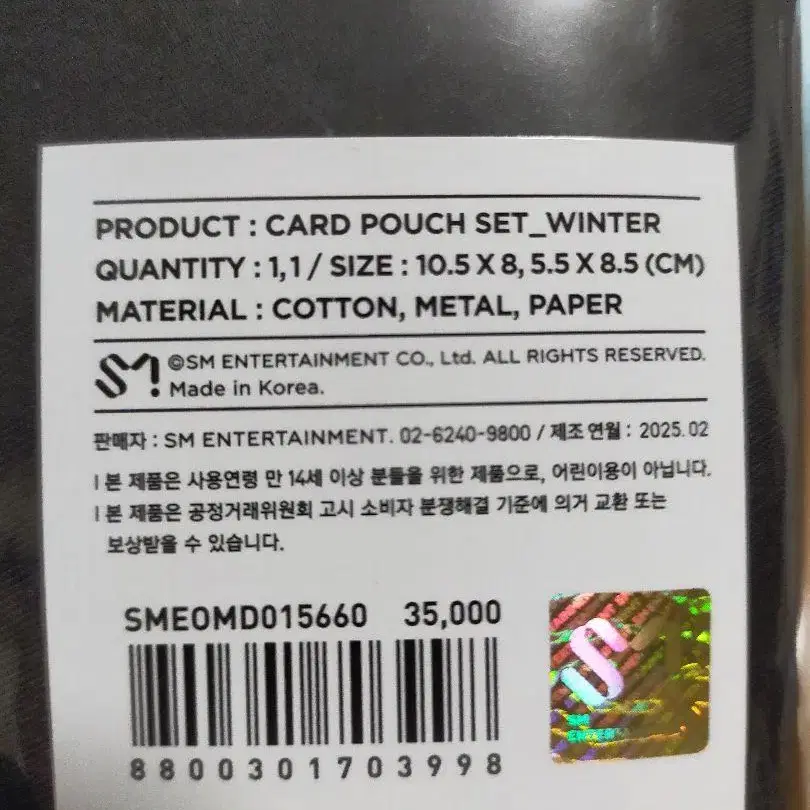 PRODUCT : CARD POUCH SET_WINTER
QUANTITY : 1,1 / SIZE : 10.5 X 8, 5.5 X 8.5 (CM)
MATERIAL : COTTON, METAL, PAPER
SM ©SM ENTERTAINMENT CO., Ltd. ALL RIGHTS RESERVED.
Made in Korea.
판매자 : SM ENTERTAINMENT. 02-6240-9800 / 제조 연월 : 2025.02
| 본 제품은 사용연령 만 14세 이상 분들을 위한 제품으로, 어린이용이 아닙니다.
| 본 제품은 공정거래위원회 고시 소비자 분쟁해결 기준에 의거 교환 또는
보상받을 수 있습니다.
SMEOMD015660 35,000
8800301703998
S
SM